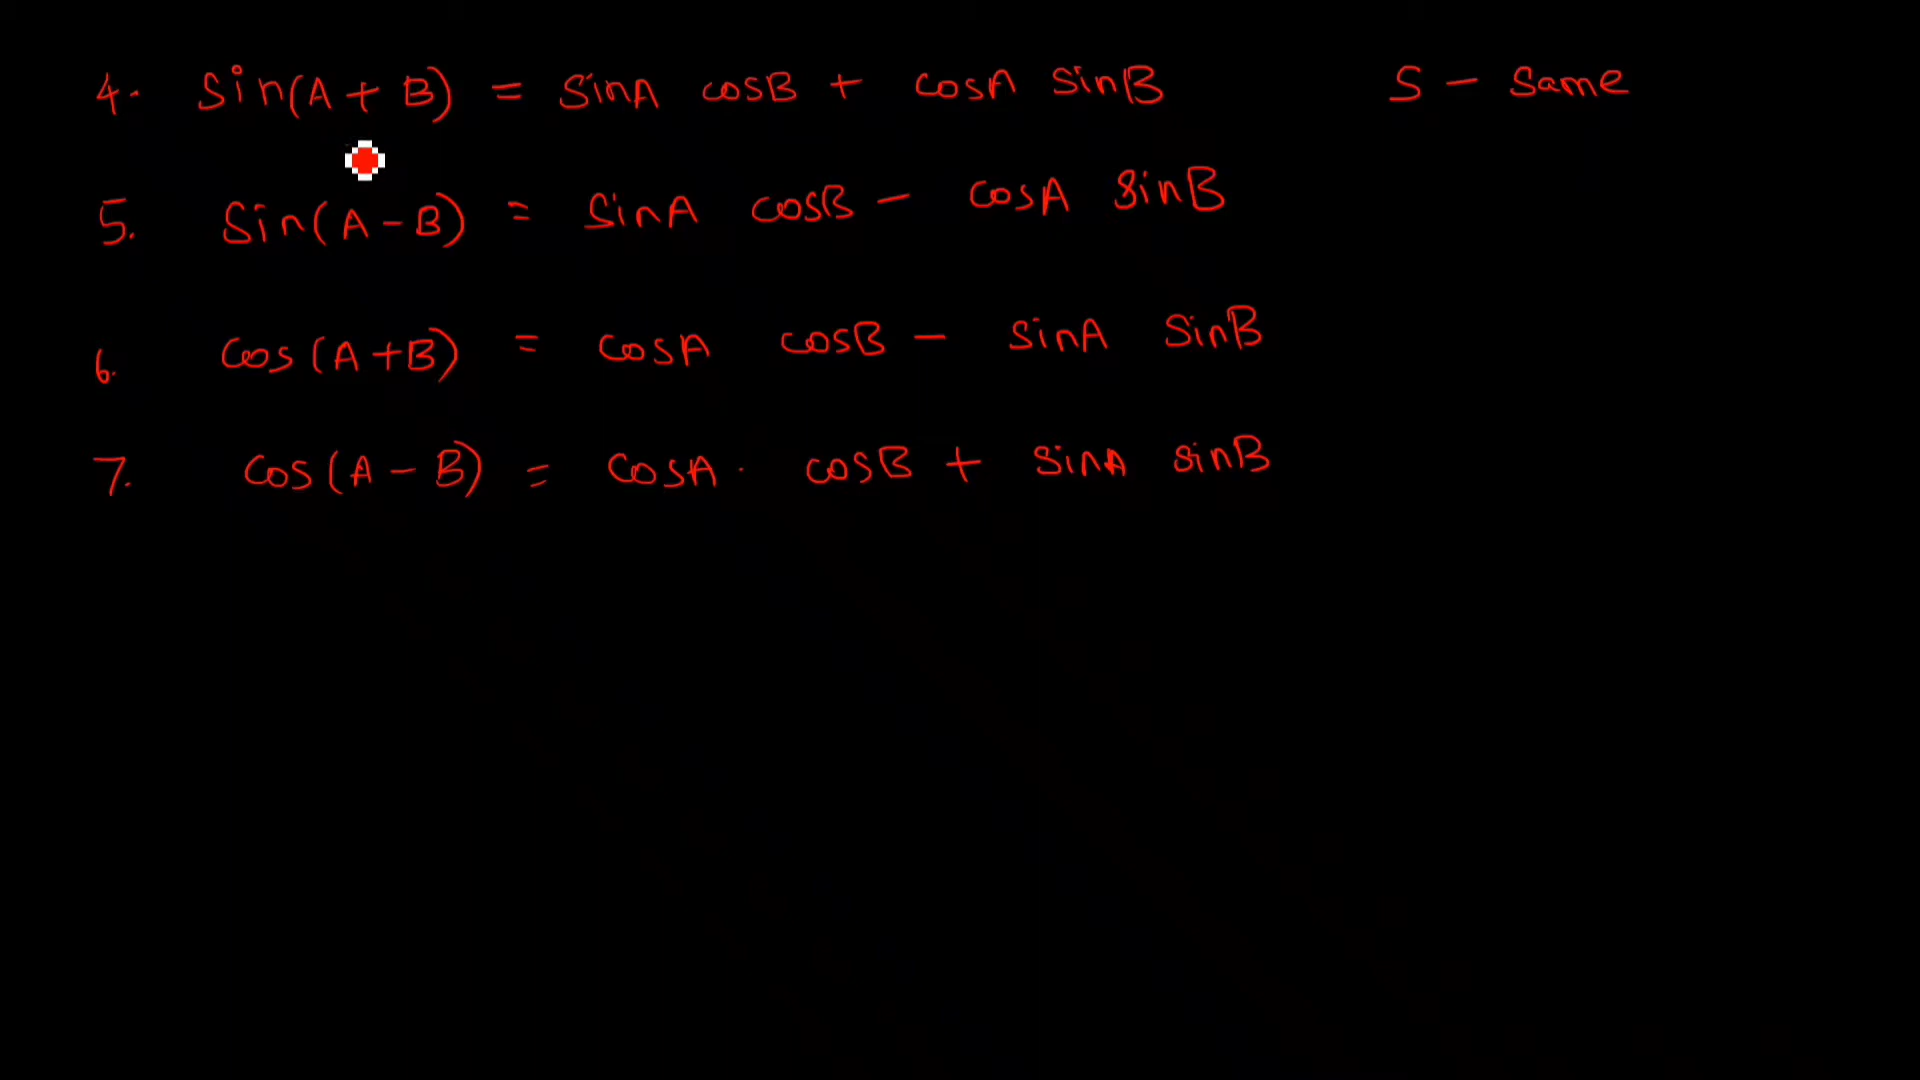 4. Sin(A + B) = SinA cosB + cosA SinB S - Same
5. Sin(A - B) = SinA cosB - cosA SinB
6. cos(A+B) = cosA cosB - SinA SinB
7. cos(A - B) = cosA . cosB + SinA sinB